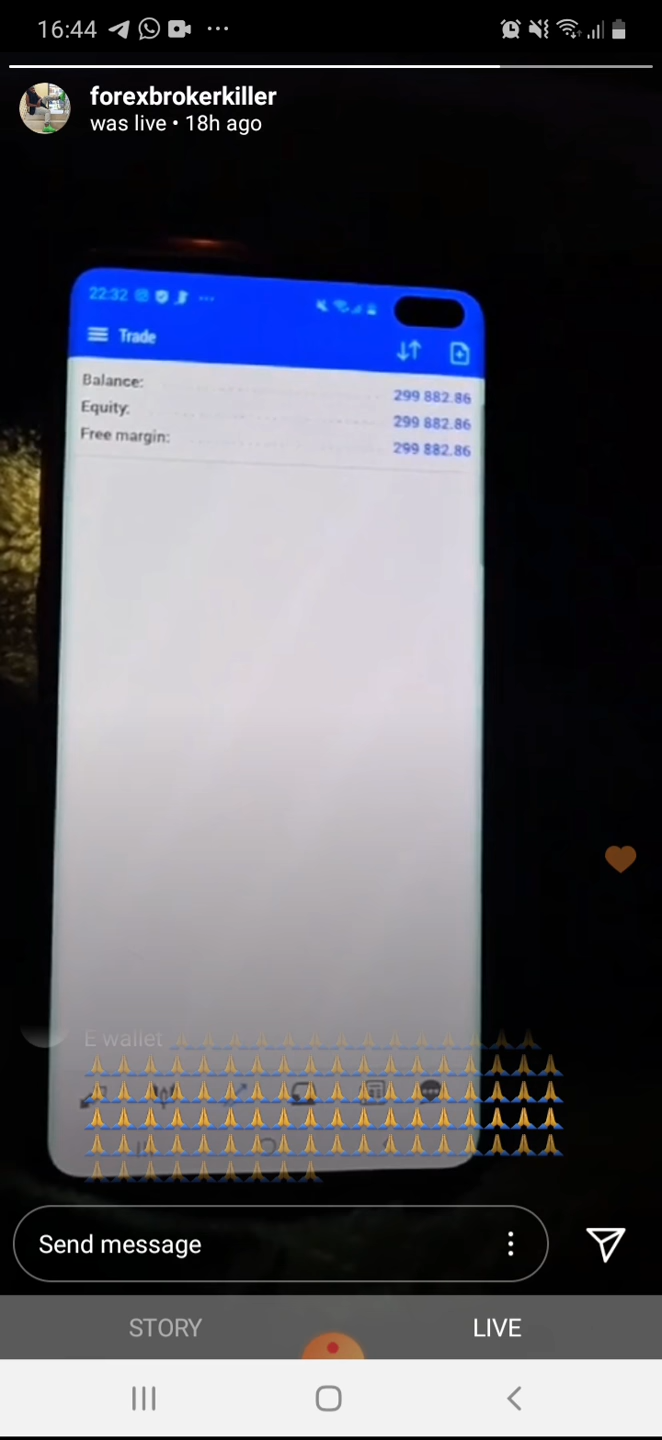 16:44
forexbrokerkiller
was live • 18h ago
22:32
Trade
Balance: 299 882.86
Equity: 299 882.86
Free margin: 299 882.86
E wallet 🙏🙏🙏🙏🙏🙏🙏🙏🙏🙏🙏🙏🙏🙏
🙏🙏🙏🙏🙏🙏🙏🙏🙏🙏🙏🙏🙏🙏🙏🙏🙏🙏
🙏🙏🙏🙏🙏🙏🙏🙏🙏🙏🙏🙏🙏🙏🙏🙏🙏🙏
🙏🙏🙏🙏🙏🙏🙏🙏🙏🙏🙏🙏🙏🙏🙏🙏🙏🙏
🙏🙏🙏🙏🙏🙏🙏🙏🙏🙏🙏🙏🙏🙏🙏🙏🙏🙏
🙏🙏🙏🙏🙏🙏🙏🙏🙏
Send message
STORY LIVE